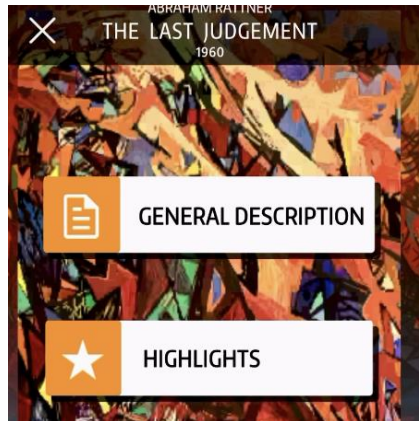 ABRAHAM RATTNER
THE LAST JUDGEMENT
1960
GENERAL DESCRIPTION
HIGHLIGHTS